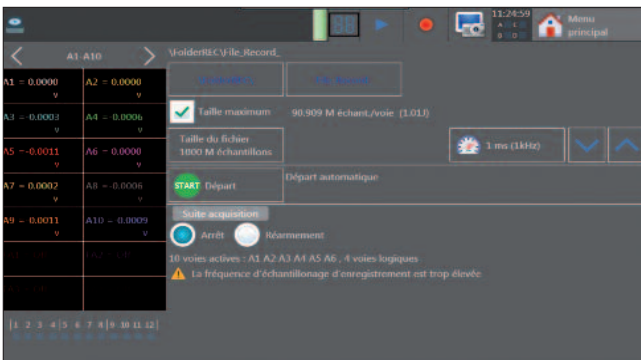 11:24:59
Menu
principal
A1-A10
\FolderREC\File_Record_
A1 = 0.0000
V
A2 = 0.0000
V
Taille maximum
90.909 M échant./voie (1.01J)
A3 = -0.0003
V
A4 = -0.0006
V
Taille du fichier
1000 M échantillons
1 ms (1kHz)
A5 =-0.0011
V
A6 = 0.0000
V
A7 = 0.0002
V
A8 = -0.0006
V
START Départ
Départ automatique
A9 = 0.0011
V
A10 = 0.0009
V
Suite acquisition
Arrêt
Réarmement
10 voies actives : A1 A2 A3 A4 A5 A6 , 4 voies logiques
La fréquence d'échantillonage d'enregistrement est trop élevée
1 2 3 4 5 6 7 8 9 10 11 12